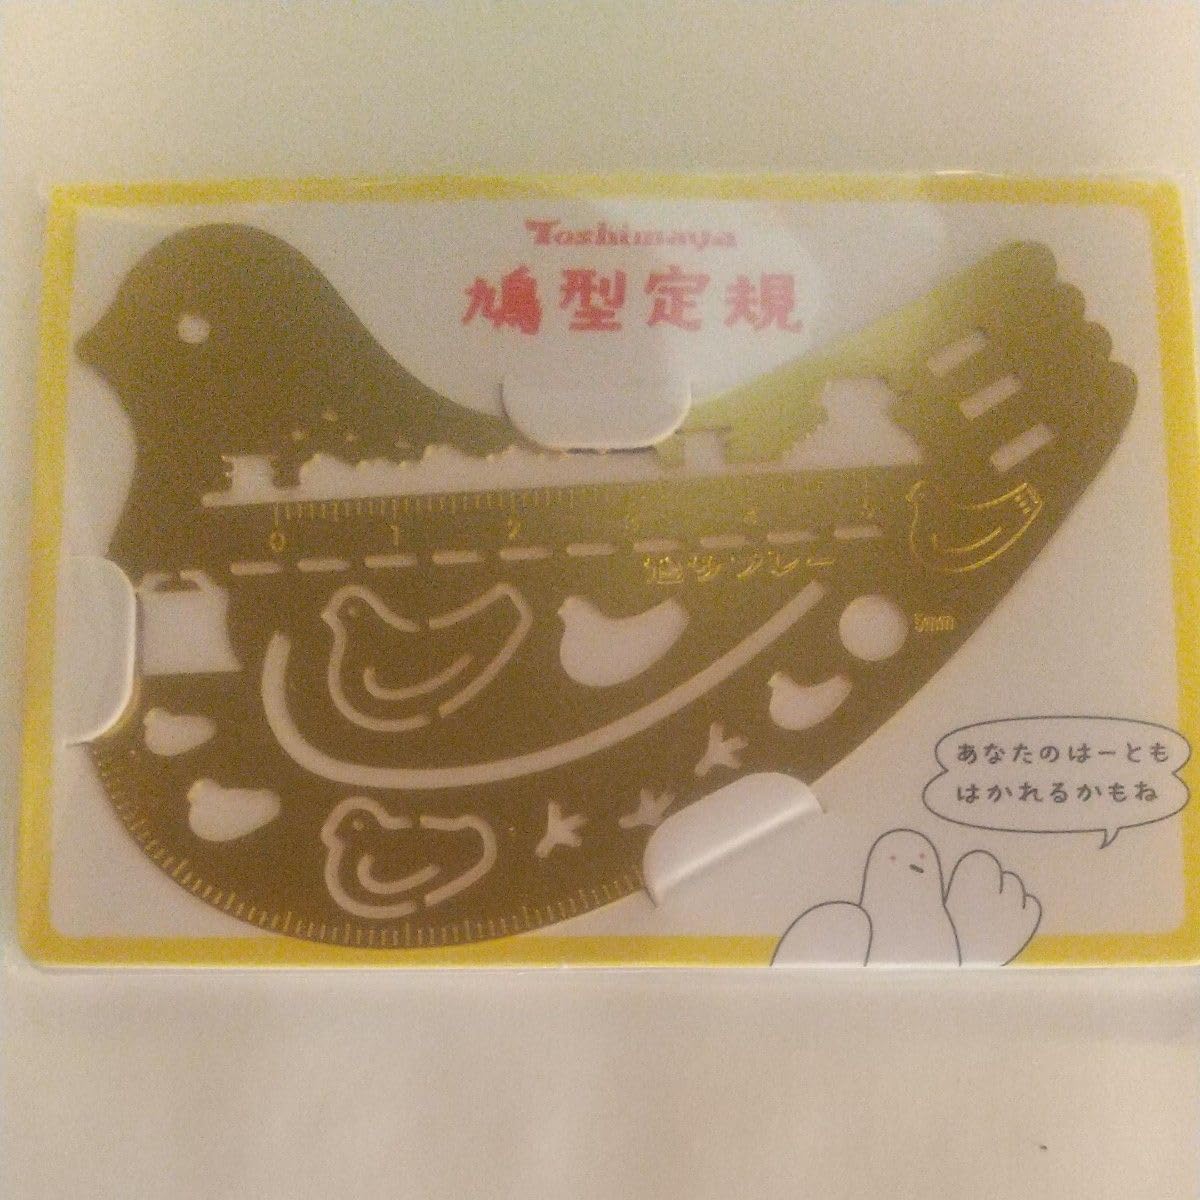 Toshimaya
鳩型定規
0 1 2 3 4 5
鳩サブレー
5mm
あなたのはーとも
はかれるかもね